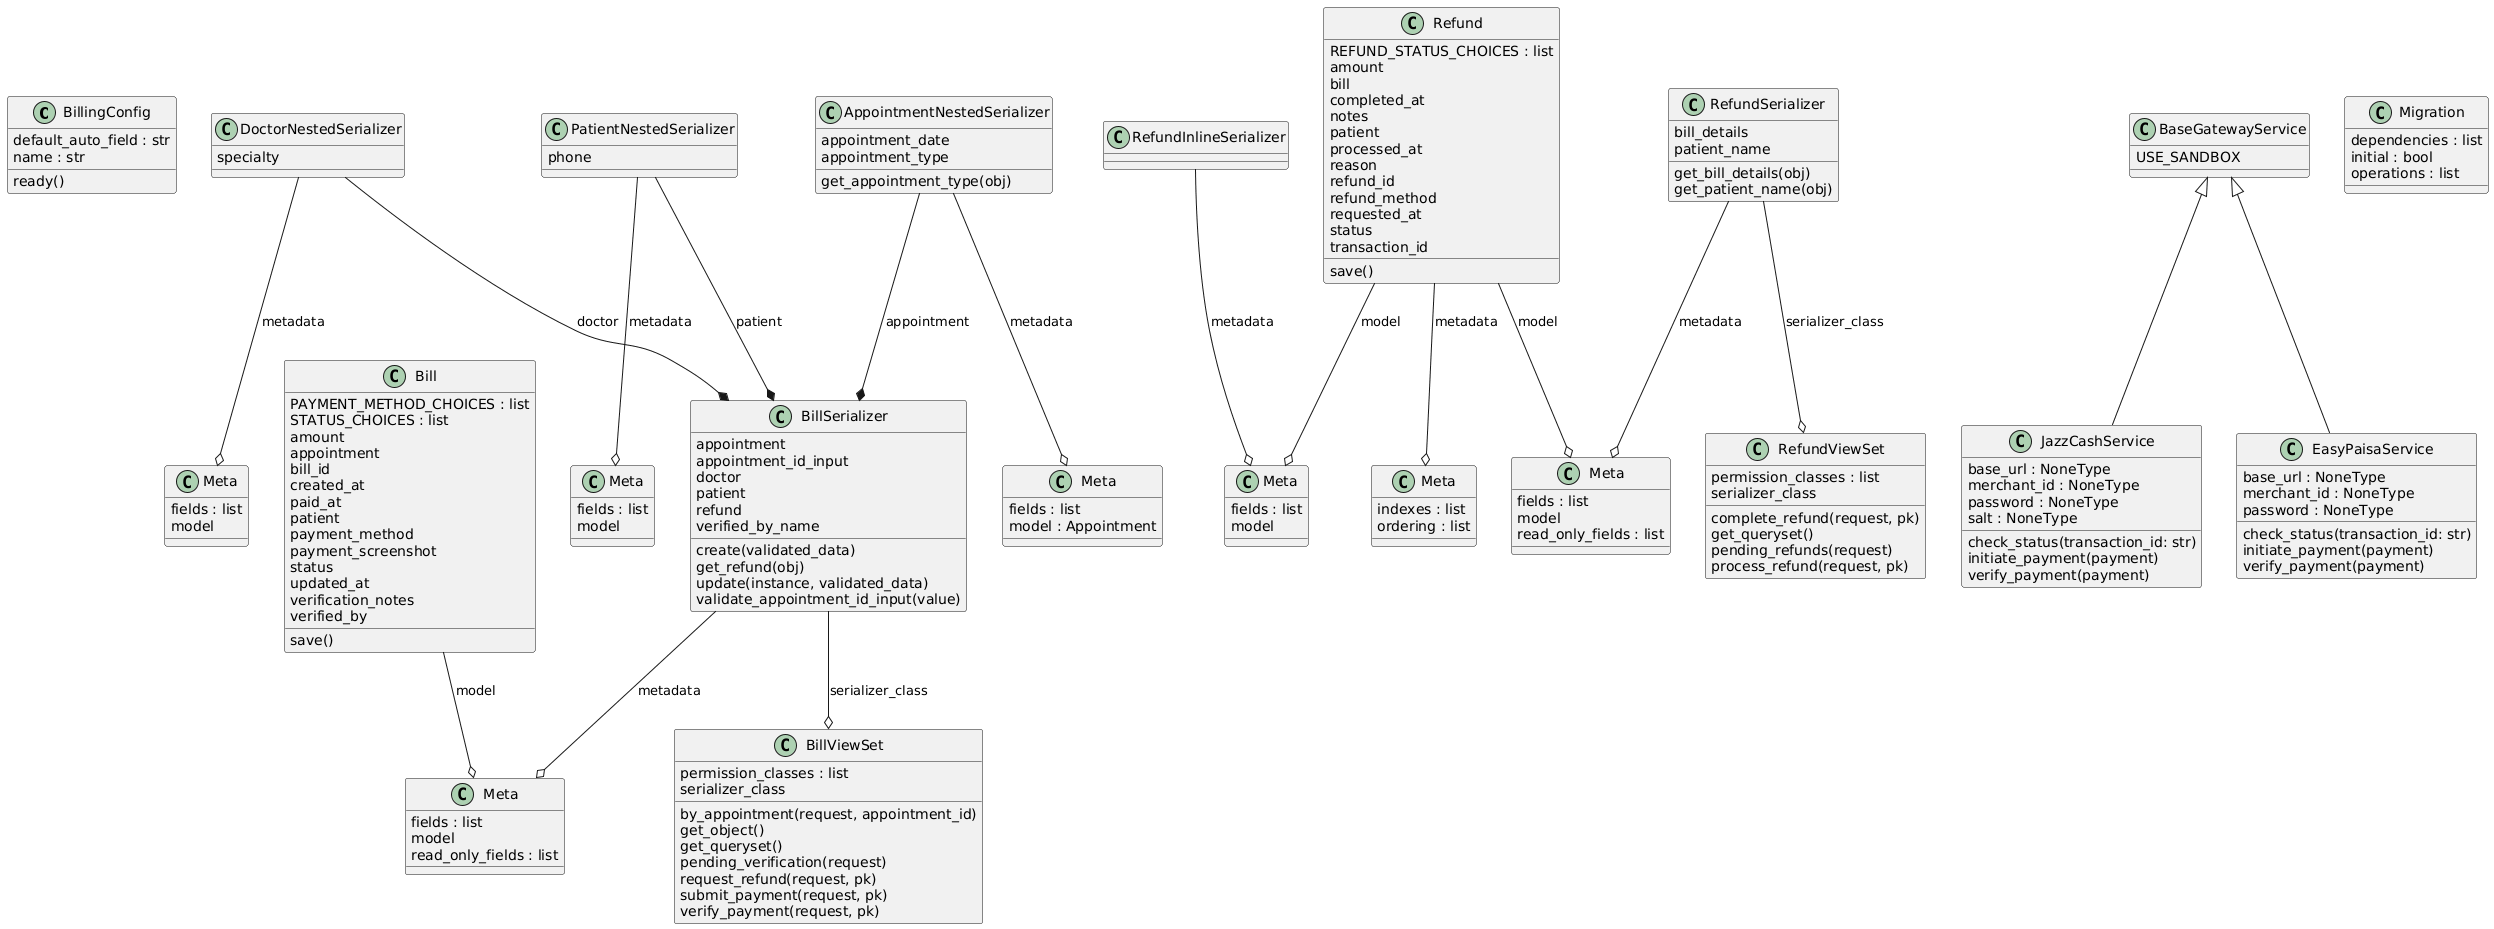 BillingConfig
default_auto_field : str
name : str
ready()
DoctorNestedSerializer
specialty
PatientNestedSerializer
phone
AppointmentNestedSerializer
appointment_date
appointment_type
get_appointment_type(obj)
RefundInlineSerializer
Refund
REFUND_STATUS_CHOICES : list
amount
bill
completed_at
notes
patient
processed_at
reason
refund_id
refund_method
requested_at
status
transaction_id
save()
RefundSerializer
bill_details
patient_name
get_bill_details(obj)
get_patient_name(obj)
BaseGatewayService
USE_SANDBOX
Migration
dependencies : list
initial : bool
operations : list
metadata
doctor
metadata
patient
appointment
metadata
metadata
model
metadata
model
metadata
serializer_class
Meta
fields : list
model
Bill
PAYMENT_METHOD_CHOICES : list
STATUS_CHOICES : list
amount
appointment
bill_id
created_at
paid_at
patient
payment_method
payment_screenshot
status
updated_at
verification_notes
verified_by
save()
Meta
fields : list
model
BillSerializer
appointment
appointment_id_input
doctor
patient
refund
verified_by_name
create(validated_data)
get_refund(obj)
update(instance, validated_data)
validate_appointment_id_input(value)
Meta
fields : list
model : Appointment
Meta
fields : list
model
Meta
indexes : list
ordering : list
Meta
fields : list
model
read_only_fields : list
RefundViewSet
permission_classes : list
serializer_class
complete_refund(request, pk)
get_queryset()
pending_refunds(request)
process_refund(request, pk)
JazzCashService
base_url : NoneType
merchant_id : NoneType
password : NoneType
salt : NoneType
check_status(transaction_id: str)
initiate_payment(payment)
verify_payment(payment)
EasyPaisaService
base_url : NoneType
merchant_id : NoneType
password : NoneType
check_status(transaction_id: str)
initiate_payment(payment)
verify_payment(payment)
model
metadata
serializer_class
Meta
fields : list
model
read_only_fields : list
BillViewSet
permission_classes : list
serializer_class
by_appointment(request, appointment_id)
get_object()
get_queryset()
pending_verification(request)
request_refund(request, pk)
submit_payment(request, pk)
verify_payment(request, pk)